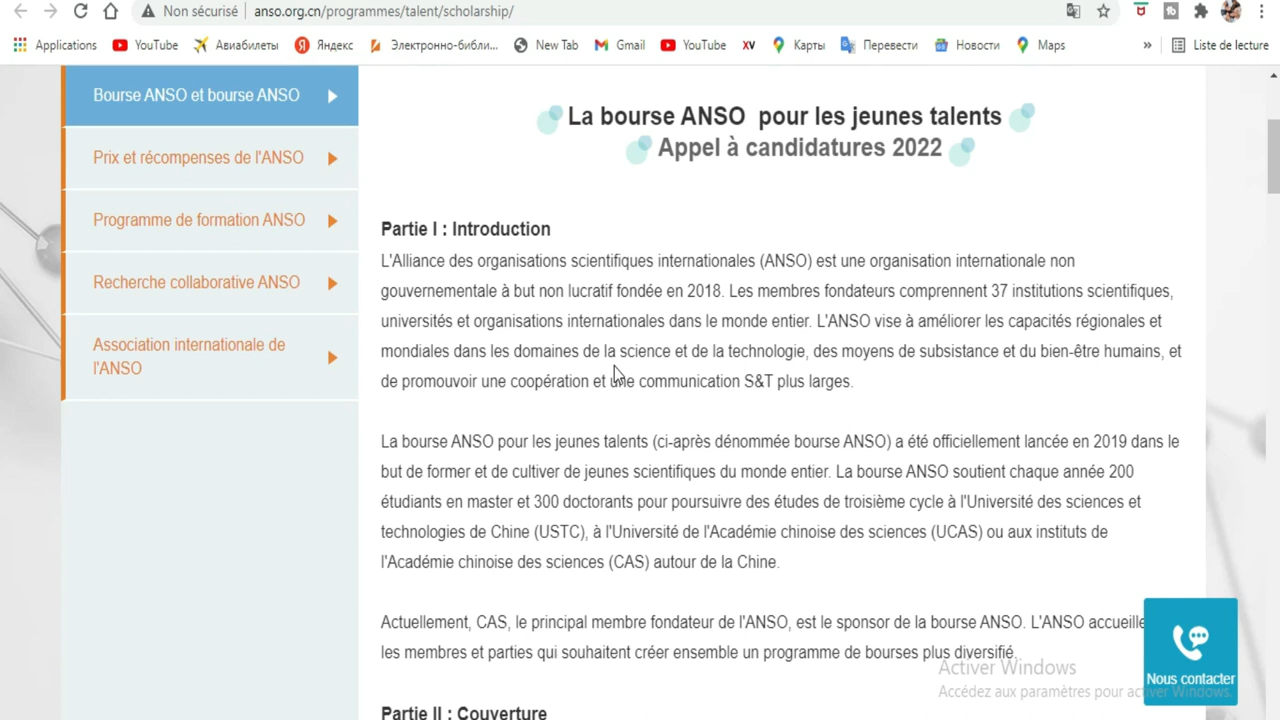 Non sécurisé anso.org.cn/programmes/talent/scholarship/
Applications YouTube Авиабилеты Яндекс Электронно-библи... New Tab Gmail YouTube XV Карты Перевести Новости Maps » Liste de lecture
Bourse ANSO et bourse ANSO
Prix et récompenses de l'ANSO
Programme de formation ANSO
Recherche collaborative ANSO
Association internationale de
l'ANSO
La bourse ANSO pour les jeunes talents
Appel à candidatures 2022
Partie I : Introduction
L'Alliance des organisations scientifiques internationales (ANSO) est une organisation internationale non
gouvernementale à but non lucratif fondée en 2018. Les membres fondateurs comprennent 37 institutions scientifiques,
universités et organisations internationales dans le monde entier. L'ANSO vise à améliorer les capacités régionales et
mondiales dans les domaines de la science et de la technologie, des moyens de subsistance et du bien-être humains, et
de promouvoir une coopération et une communication S&T plus larges.
La bourse ANSO pour les jeunes talents (ci-après dénommée bourse ANSO) a été officiellement lancée en 2019 dans le
but de former et de cultiver de jeunes scientifiques du monde entier. La bourse ANSO soutient chaque année 200
étudiants en master et 300 doctorants pour poursuivre des études de troisième cycle à l'Université des sciences et
technologies de Chine (USTC), à l'Université de l'Académie chinoise des sciences (UCAS) ou aux instituts de
l'Académie chinoise des sciences (CAS) autour de la Chine.
Actuellement, CAS, le principal membre fondateur de l'ANSO, est le sponsor de la bourse ANSO. L'ANSO accueille
les membres et parties qui souhaitent créer ensemble un programme de bourses plus diversifié.
Nous contacter
Activer Windows
Accédez aux paramètres pour activer Windows.
Partie II : Couverture